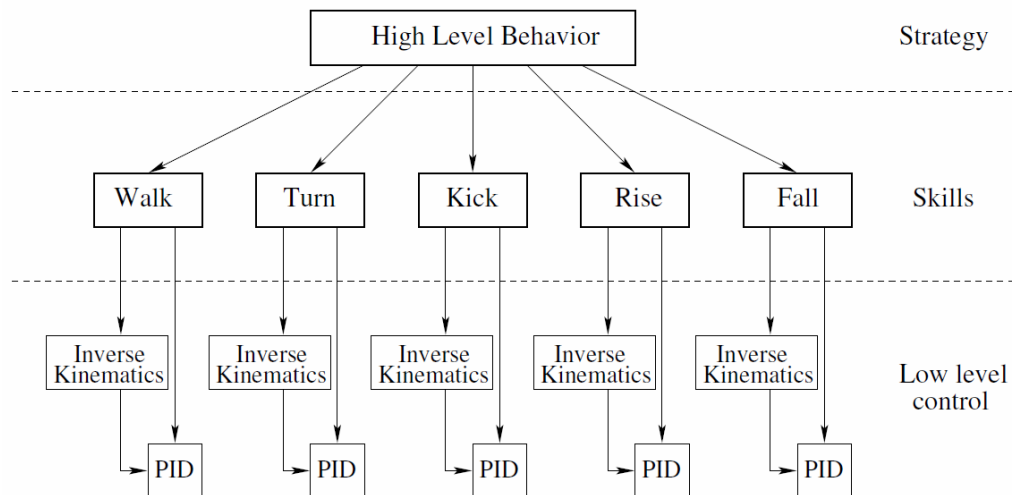 High Level Behavior
Strategy
Walk
Turn
Kick
Rise
Fall
Skills
Inverse
Kinematics
Inverse
Kinematics
Inverse
Kinematics
Inverse
Kinematics
Inverse
Kinematics
Low level
control
PID
PID
PID
PID
PID